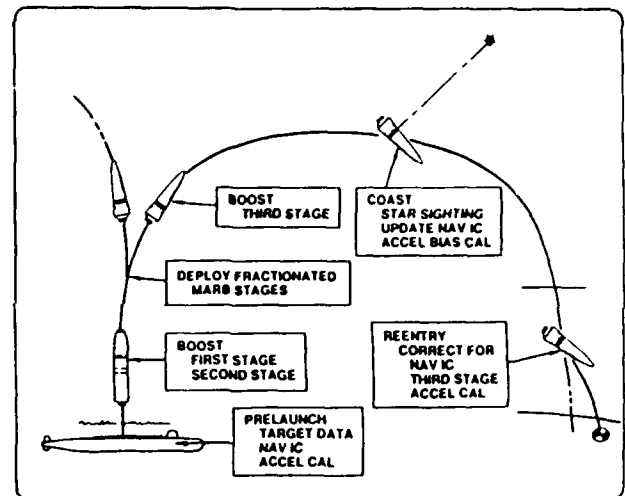 BOOST
THIRD STAGE
COAST
STAR SIGHTING
UPDATE NAV IC
ACCEL BIAS CAL
DEPLOY FRACTIONATED
MARB STAGES
BOOST
FIRST STAGE
SECOND STAGE
REENTRY
CORRECT FOR
NAV IC
THIRD STAGE
ACCEL CAL
PRELAUNCH
TARGET DATA
NAV IC
ACCEL CAL